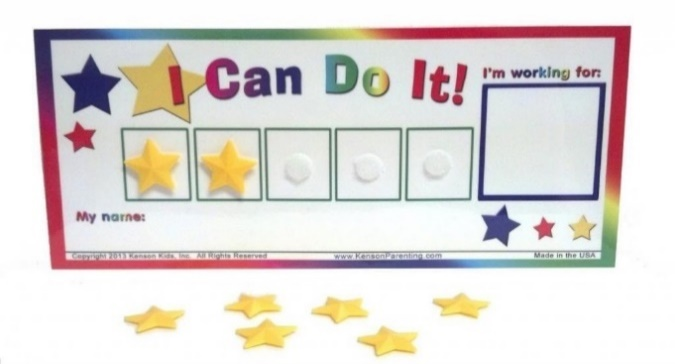 I Can Do It!
I'm working for:
My name:
Copyright 2013 Kenson Kids, Inc. All Rights Reserved
www.KensonParenting.com
Made in the USA